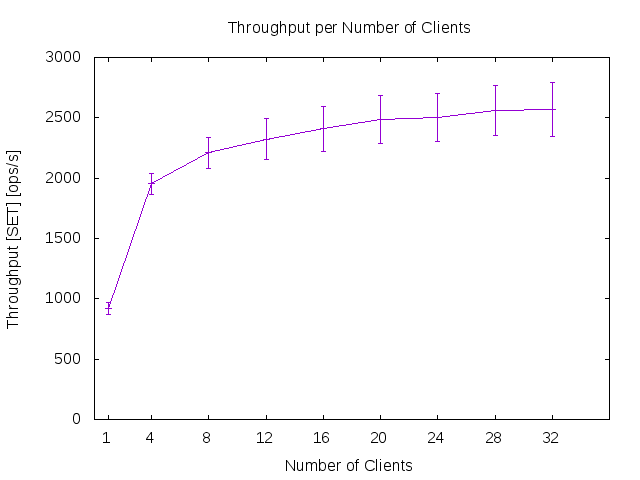 Throughput per Number of Clients
3000
2500
2000
1500
1000
500
0
Throughput [SET] [ops/s]
1 4 8 12 16 20 24 28 32
Number of Clients